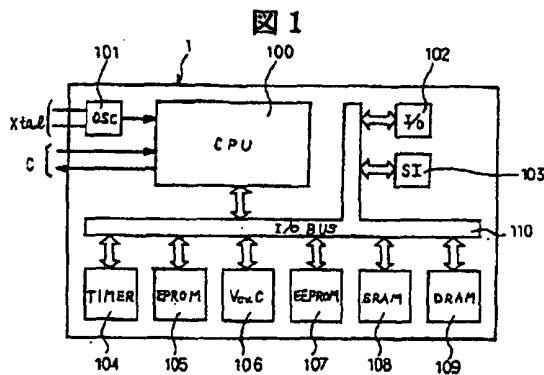 図1
101
1
100
102
Xtal
OSC
I/O
CPU
C
SI
103
I/O BUS
110
TIMER
EPROM
VrefC
EEPROM
SRAM
DRAM
104
105
106
107
108
109